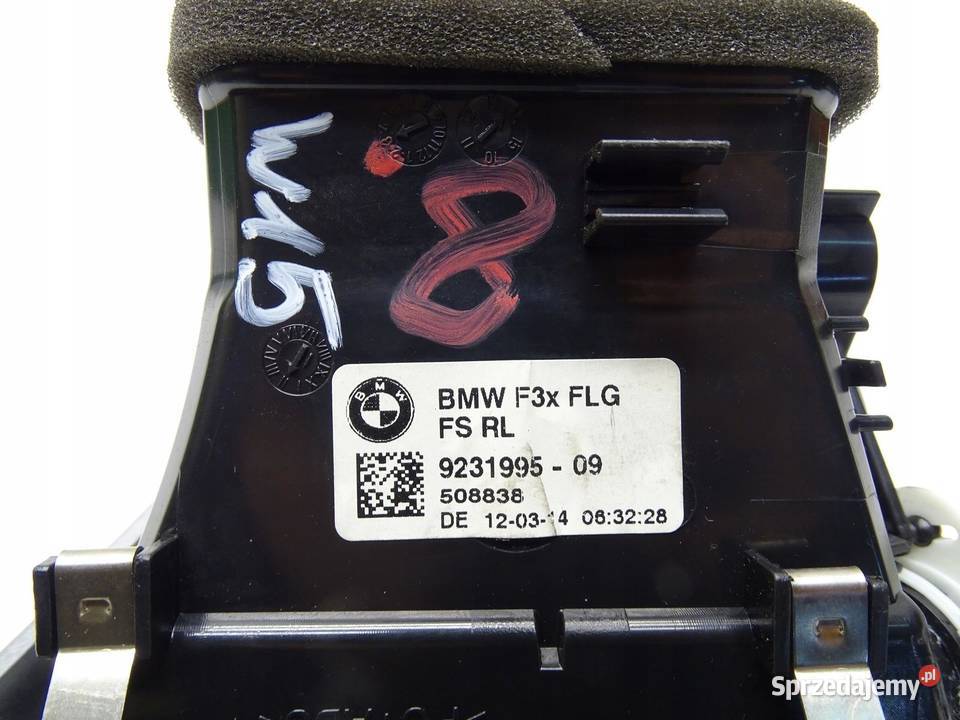 W15
8
BMW
BMW F3x FLG
FS RL
9231995 - 09
508838
DE 12-03-14 06:32:28
Sprzedajemy.pl